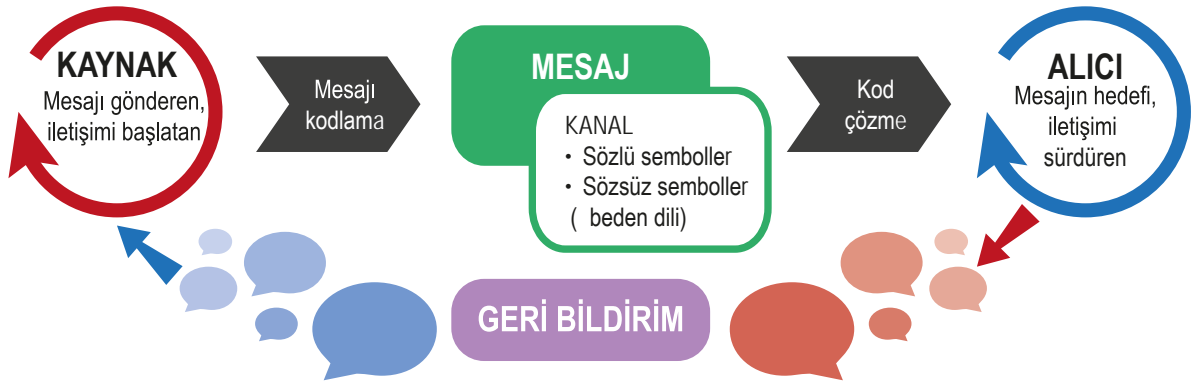 KAYNAK
Mesajı gönderen,
iletişimi başlatan
Mesajı
kodlama
MESAJ
KANAL
• Sözlü semboller
• Sözsüz semboller
( beden dili)
Kod
çözme
ALICI
Mesajın hedefi,
iletişimi
sürdüren
GERİ BİLDİRİM